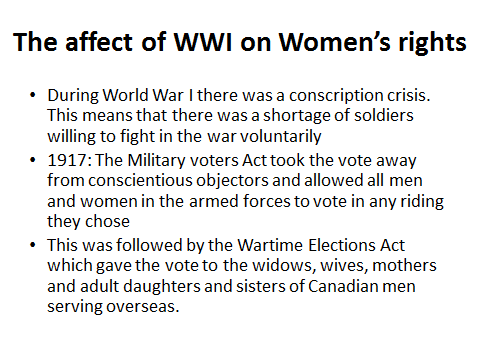 The affect of WWI on Women's rights
• During World War I there was a conscription crisis.
This means that there was a shortage of soldiers
willing to fight in the war voluntarily
• 1917: The Military voters Act took the vote away
from conscientious objectors and allowed all men
and women in the armed forces to vote in any riding
they chose
• This was followed by the Wartime Elections Act
which gave the vote to the widows, wives, mothers
and adult daughters and sisters of Canadian men
serving overseas.